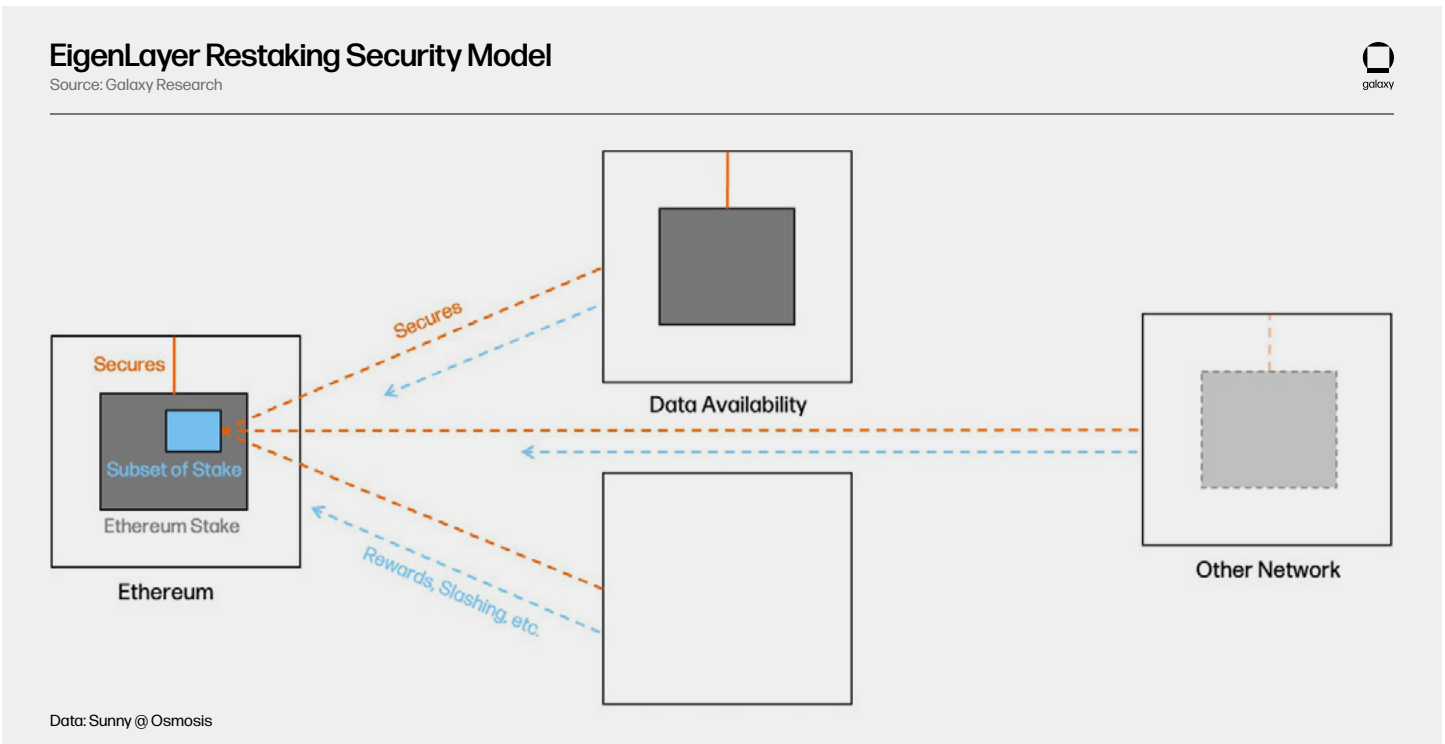 EigenLayer Restaking Security Model
Source: Galaxy Research
galaxy
Secures
Data Availability
Secures
Subset of Stake
Ethereum Stake
Ethereum
Rewards, Slashing, etc.
Other Network
Data: Sunny @ Osmosis